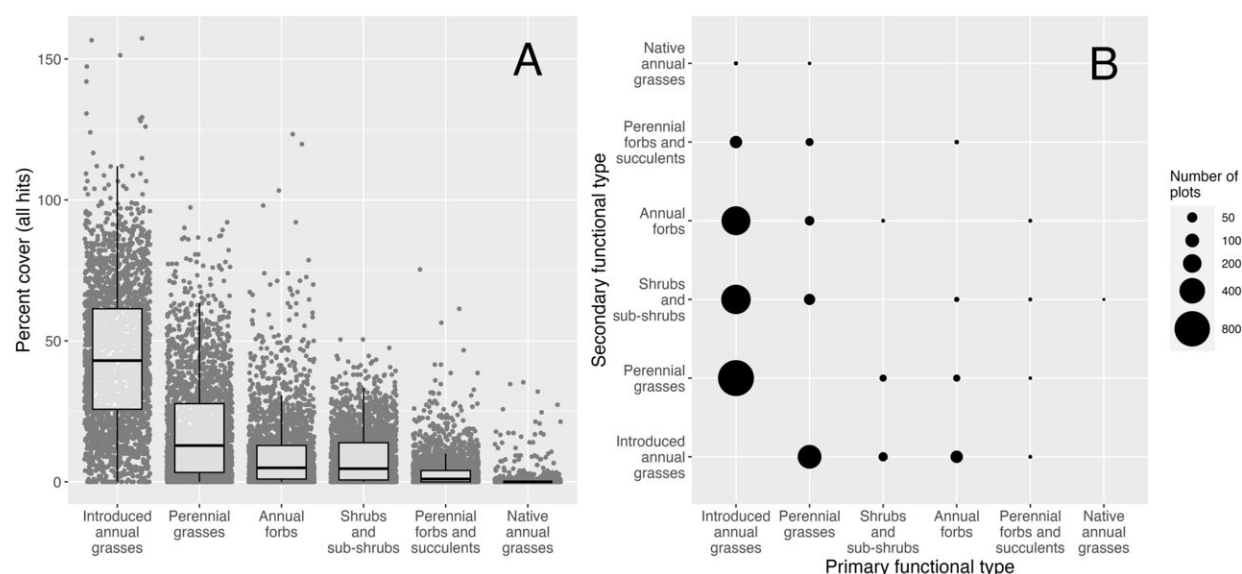 A
Percent cover (all hits)
150
100
50
0
Introduced
annual
grasses
Perennial
grasses
Annual
forbs
Shrubs
and
sub-shrubs
Perennial
forbs and
succulents
Native
annual
grasses
B
Secondary functional type
Native
annual
grasses
Perennial
forbs and
succulents
Annual
forbs
Shrubs
and
sub-shrubs
Perennial
grasses
Introduced
annual
grasses
Introduced
annual
grasses
Perennial
grasses
Shrubs
and
sub-shrubs
Annual
forbs
Perennial
forbs and
succulents
Native
annual
grasses
Primary functional type
Number of
plots
50
100
200
400
800